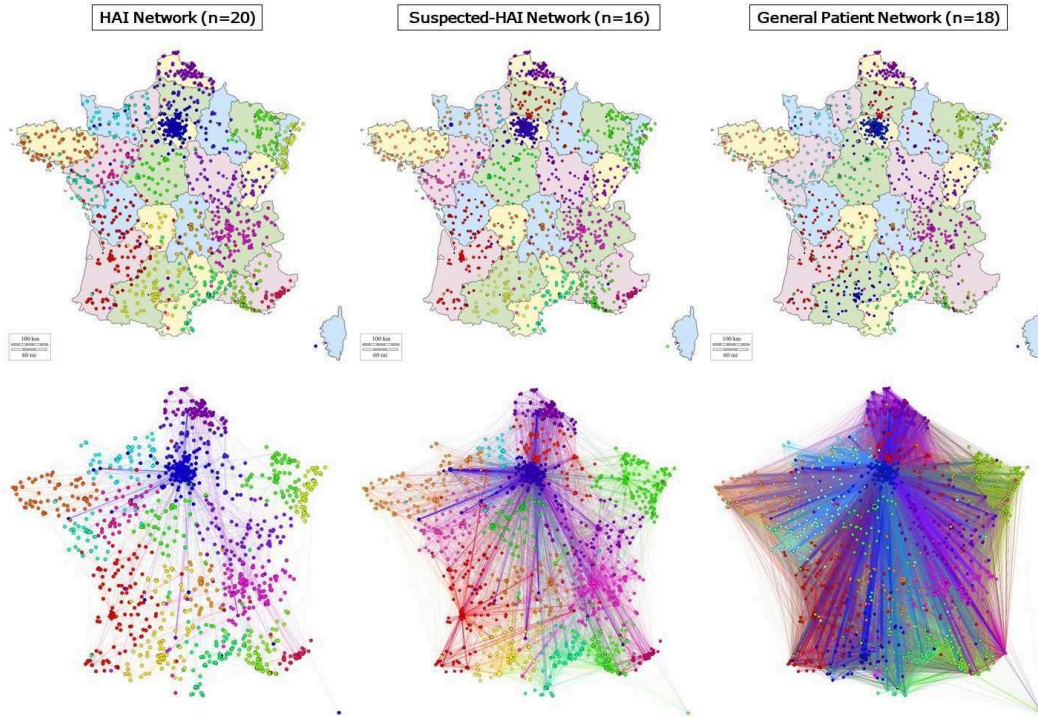 HAI Network (n=20)
Suspected-HAI Network (n=16)
General Patient Network (n=18)
100 km
60 mi
100 km
60 mi
100 km
60 mi